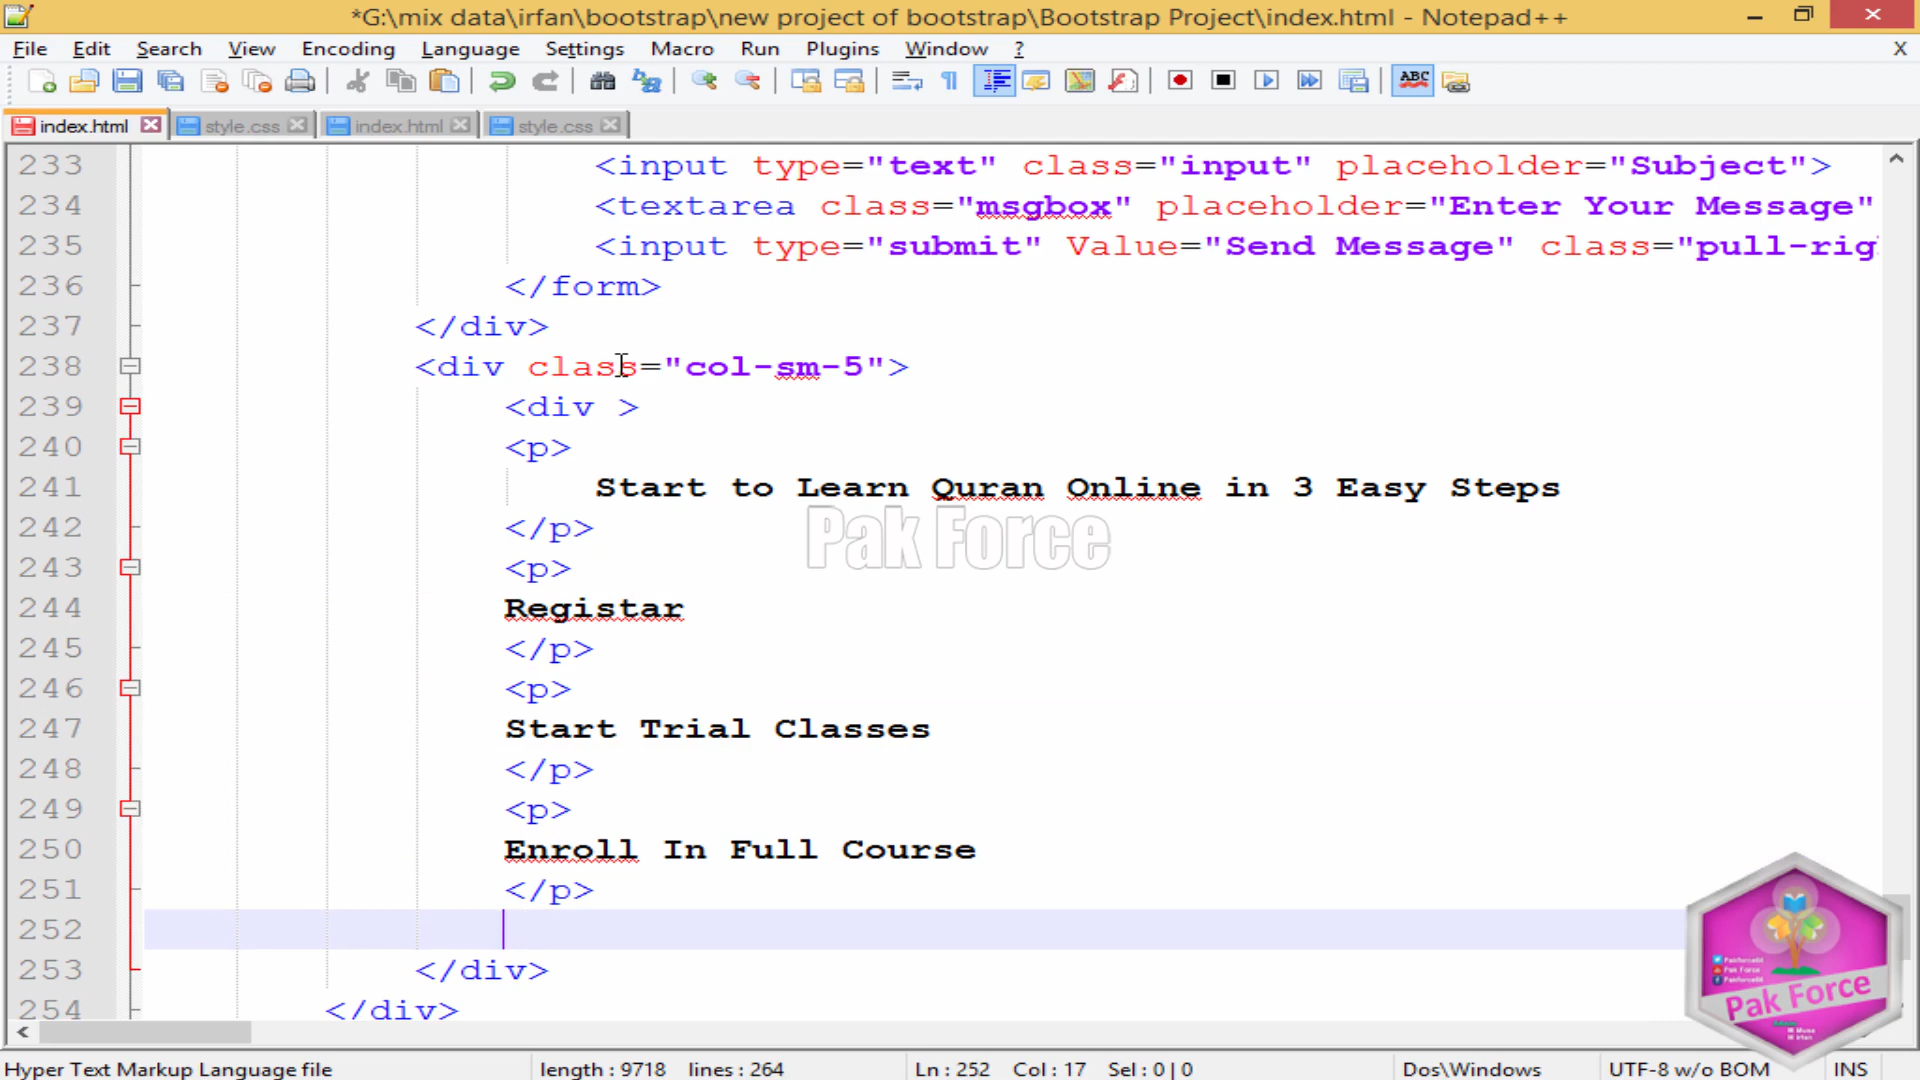 *G:\mix data\irfan\bootstrap\new project of bootstrap\Bootstrap Project\index.html - Notepad++
File Edit Search View Encoding Language Settings Macro Run Plugins Window ? X
ABC
index.html style.css index.html style.css
233 <input type="text" class="input" placeholder="Subject">
234 <textarea class="msgbox" placeholder="Enter Your Message"
235 <input type="submit" Value="Send Message" class="pull-rig
236 </form>
237 </div>
238 <div class="col-sm-5">
239 <div >
240 <p>
241 Start to Learn Quran Online in 3 Easy Steps
242 </p>
243 <p>
244 Registar
245 </p>
246 <p>
247 Start Trial Classes
248 </p>
249 <p>
250 Enroll In Full Course
251 </p>
252
253 </div>
254 </div>
Pak Force
Pak Force
Pak Force
Hyper Text Markup Language file length : 9718 lines : 264 Ln : 252 Col : 17 Sel : 0 | 0 Dos\Windows UTF-8 w/o BOM INS